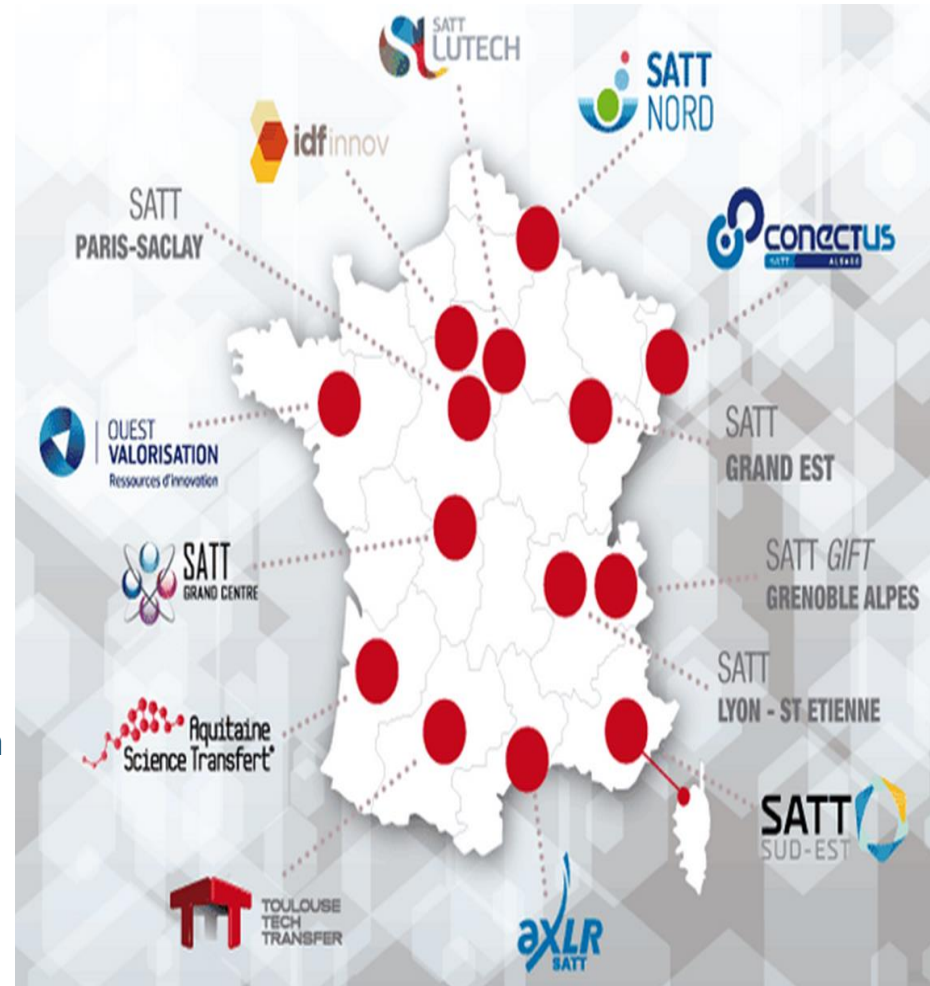 SATT
LUTECH
SATT
NORD
idfinnov
SATT
PARIS-SACLAY
conectus
SATT ALSACE
OUEST
VALORISATION
Ressources d'innovation
SATT
GRAND EST
SATT
GRAND CENTRE
SATT GIFT
GRENOBLE ALPES
SATT
LYON - ST ETIENNE
Aquitaine
Science Transfert®
SATT
SUD-EST
TOULOUSE
TECH
TRANSFER
aXLR
SATT